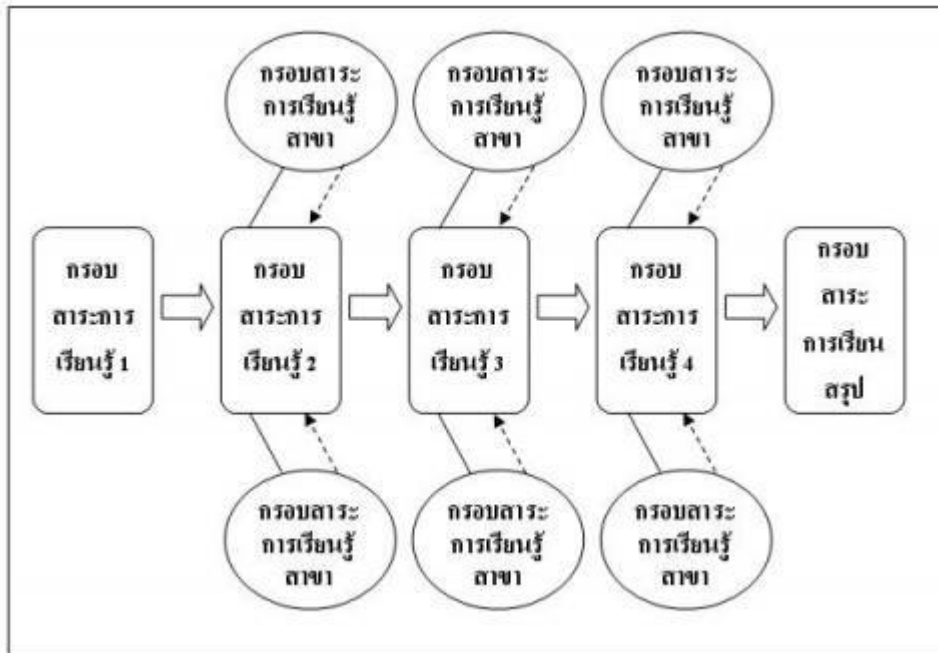 กรอบสาระ
การเรียนรู้
สาขา
กรอบสาระ
การเรียนรู้
สาขา
กรอบสาระ
การเรียนรู้
สาขา
กรอบ
สาระการ
เรียนรู้ 1
กรอบ
สาระการ
เรียนรู้ 2
กรอบ
สาระการ
เรียนรู้ 3
กรอบ
สาระการ
เรียนรู้ 4
กรอบ
สาระ
การเรียน
สรุป
กรอบสาระ
การเรียนรู้
สาขา
กรอบสาระ
การเรียนรู้
สาขา
กรอบสาระ
การเรียนรู้
สาขา